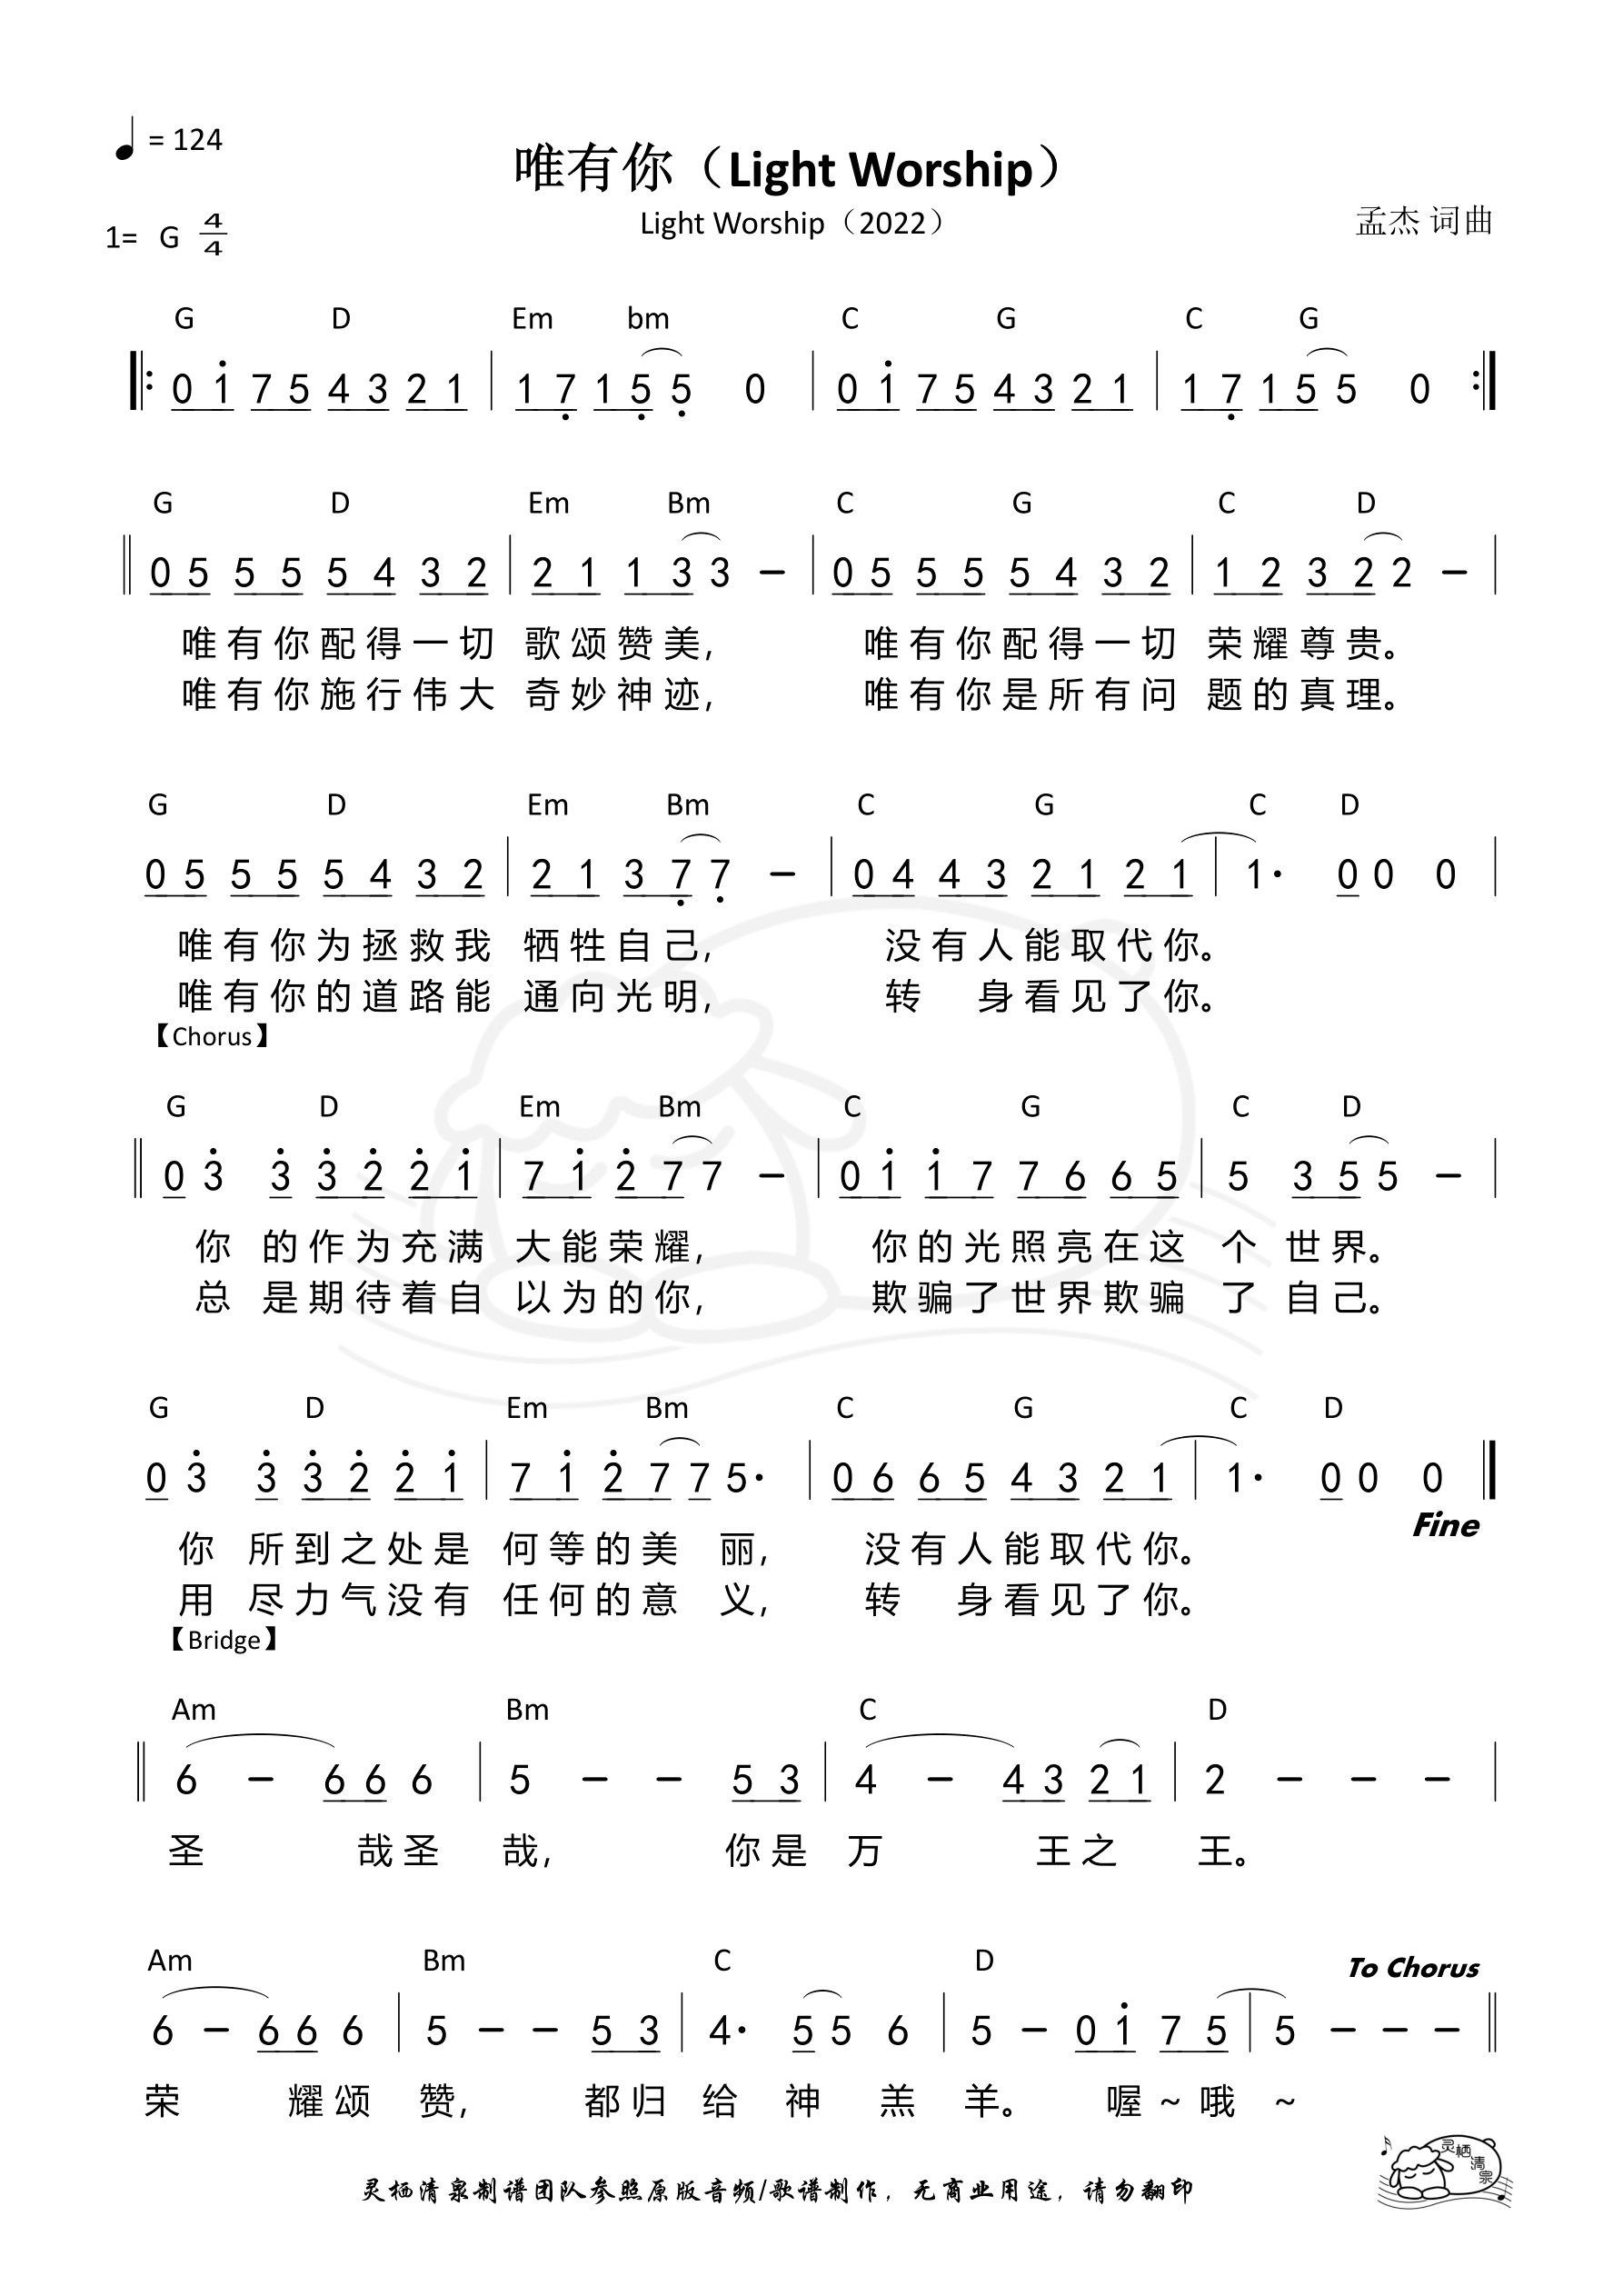 ♩ = 124
唯有你（Light Worship）
Light Worship（2022）
孟杰 词曲
1= G 4/4
G D Em bm C G C G
0 1 7 5 4 3 2 1 | 1 7 1 5 5 0 | 0 1 7 5 4 3 2 1 | 1 7 1 5 5 0
G D Em Bm C G C D
0 5 5 5 5 4 3 2 | 2 1 1 3 3 – | 0 5 5 5 5 4 3 2 | 1 2 3 2 2 – |
唯有你配得一切 歌颂赞美, 唯有你配得一切 荣耀尊贵。
唯有你施行伟大 奇妙神迹, 唯有你是所有问 题的真理。
G D Em Bm C G C D
0 5 5 5 5 4 3 2 | 2 1 3 7 7 – | 0 4 4 3 2 1 2 1 | 1· 0 0 0 |
唯有你为拯救我 牺牲自己, 没有人能取代你。
唯有你的道路能 通向光明, 转 身看见了你。
【Chorus】
G D Em Bm C G C D
0 3 3 3 2 2 1 | 7 1 2 7 7 – | 0 1 1 7 7 6 6 5 | 5 3 5 5 – |
你 的作为充满 大能荣耀, 你的光照亮在这 个 世界。
总 是期待着自 以为的你, 欺骗了世界欺骗 了 自己。
G D Em Bm C G C D
0 3 3 3 2 2 1 | 7 1 2 7 7 5· | 0 6 6 5 4 3 2 1 | 1· 0 0 0
Fine
你 所到之处是 何等的美 丽, 没有人能取代你。
用 尽力气没有 任何的意 义, 转 身看见了你。
【Bridge】
Am Bm C D
6 – 6 6 6 | 5 – – 5 3 | 4 – 4 3 2 1 | 2 – – – |
圣 哉圣 哉, 你是 万 王之 王。
Am Bm C D To Chorus
6 – 6 6 6 | 5 – – 5 3 | 4· 5 5 6 | 5 – 0 1 7 5 | 5 – – –
荣 耀颂 赞, 都归 给 神 羔 羊。 喔~哦 ~
灵栖清泉
灵栖清泉制谱团队参照原版音频/歌谱制作，无商业用途，请勿翻印